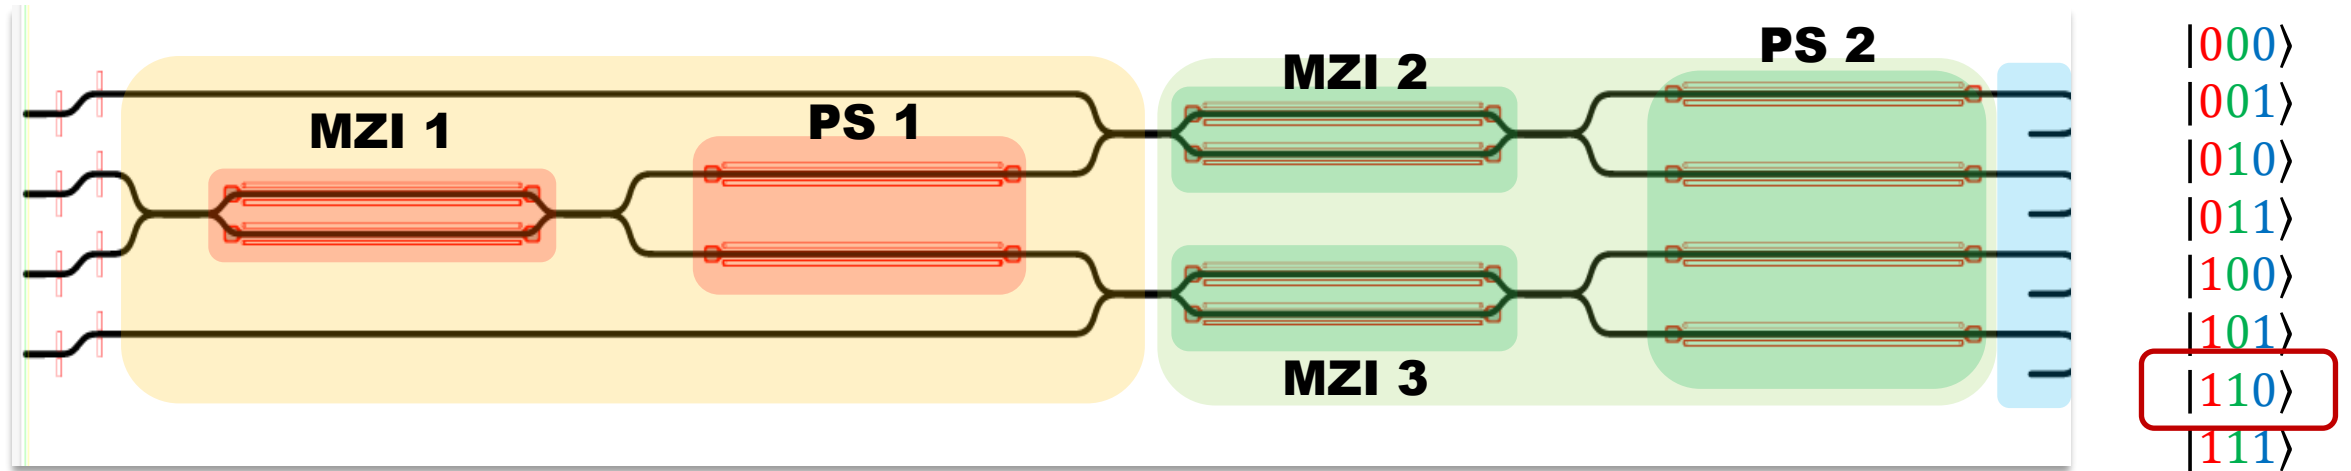 MZI 1
PS 1
MZI 2
MZI 3
PS 2
|000⟩
|001⟩
|010⟩
|011⟩
|100⟩
|101⟩
|110⟩
|111⟩